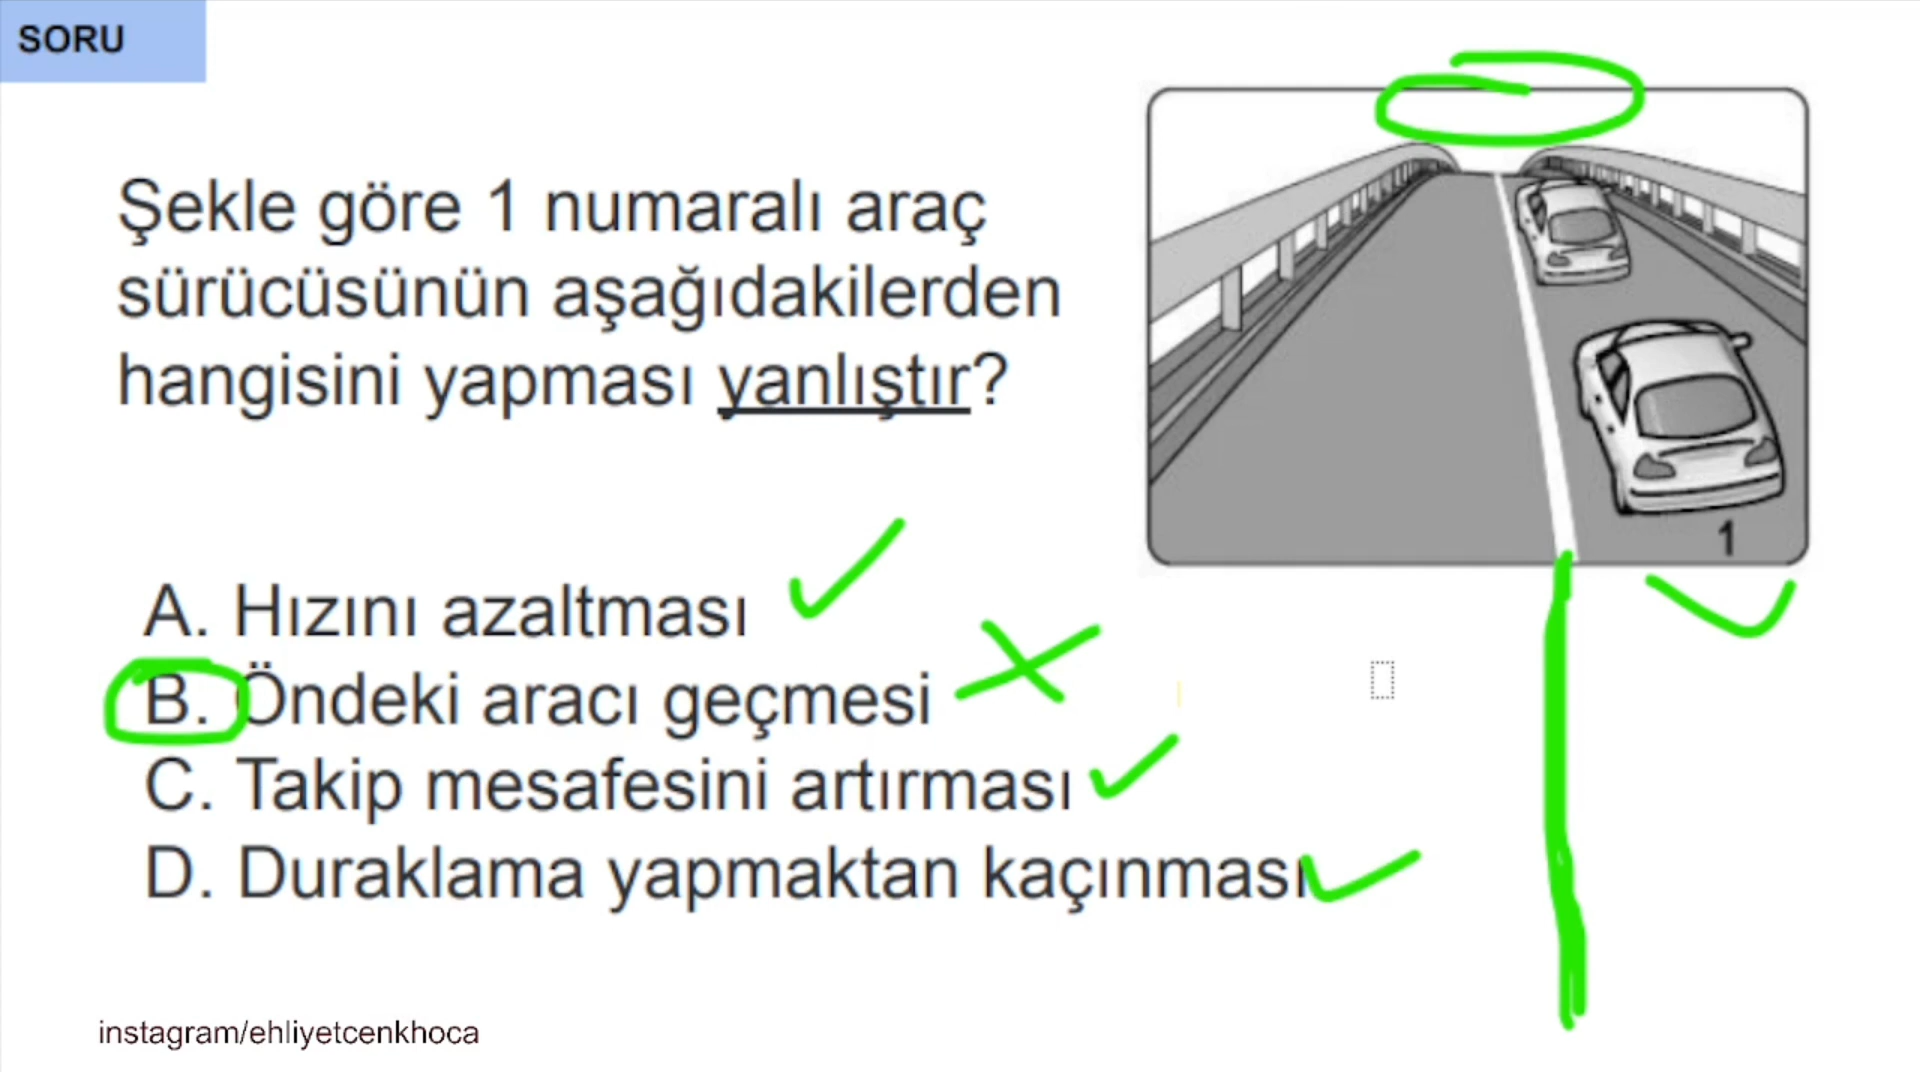 SORU
Şekle göre 1 numaralı araç
sürücüsünün aşağıdakilerden
hangisini yapması yanlıştır?
1
A. Hızını azaltması
B. Öndeki aracı geçmesi
C. Takip mesafesini artırması
D. Duraklama yapmaktan kaçınması
instagram/ehliyetcenkhoca